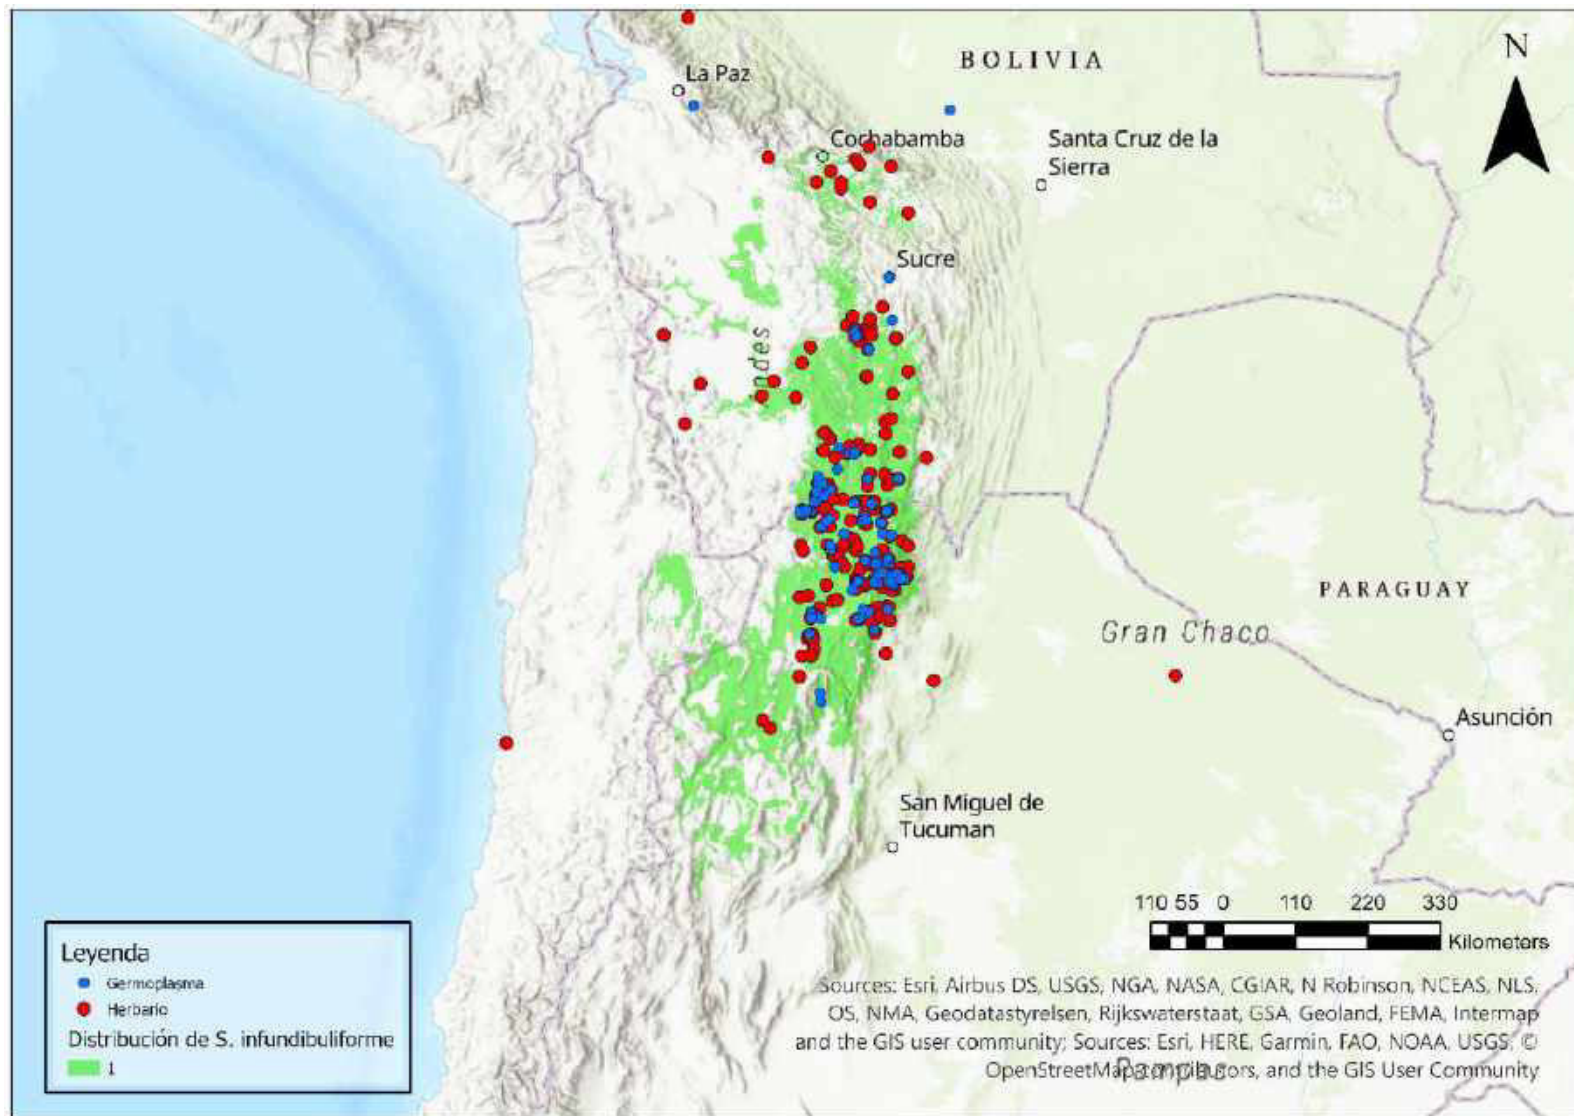 BOLIVIA
N
La Paz
Cochabamba
Santa Cruz de la
Sierra
Sucre
ndes
PARAGUAY
Gran Chaco
Asunción
San Miguel de
Tucuman
110 55 0 110 220 330
Kilometers
Leyenda
Germoplasma
Herbario
Distribución de S. infundibuliforme
1
Sources: Esri, Airbus DS, USGS, NGA, NASA, CGIAR, N Robinson, NCEAS, NLS,
OS, NMA, Geodatastyrelsen, Rijkswaterstaat, GSA, Geoland, FEMA, Intermap
and the GIS user community; Sources: Esri, HERE, Garmin, FAO, NOAA, USGS, ©
OpenStreetMap contributors, and the GIS User Community
Pampas